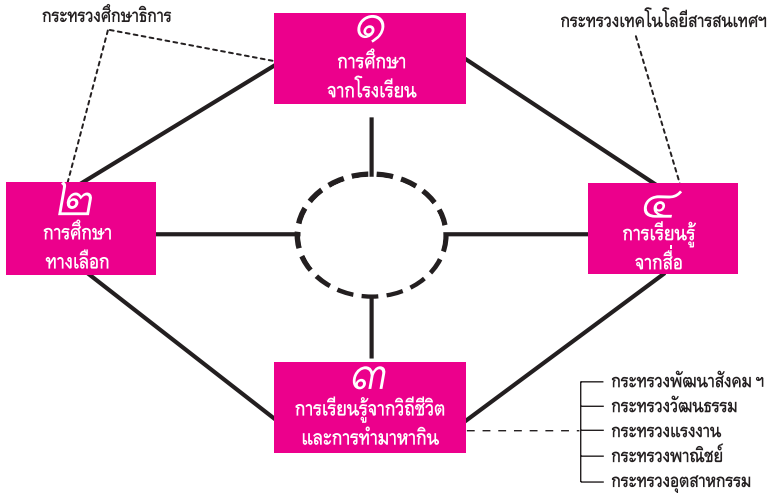 กระทรวงศึกษาธิการ
กระทรวงเทคโนโลยีสารสนเทศฯ
๑
การศึกษา
จากโรงเรียน
๒
การศึกษา
ทางเลือก
๔
การเรียนรู้
จากสื่อ
๓
การเรียนรู้จากวิถีชีวิต
และการทำมาหากิน
กระทรวงพัฒนาสังคม ฯ
กระทรวงวัฒนธรรม
กระทรวงแรงงาน
กระทรวงพาณิชย์
กระทรวงอุตสาหกรรม